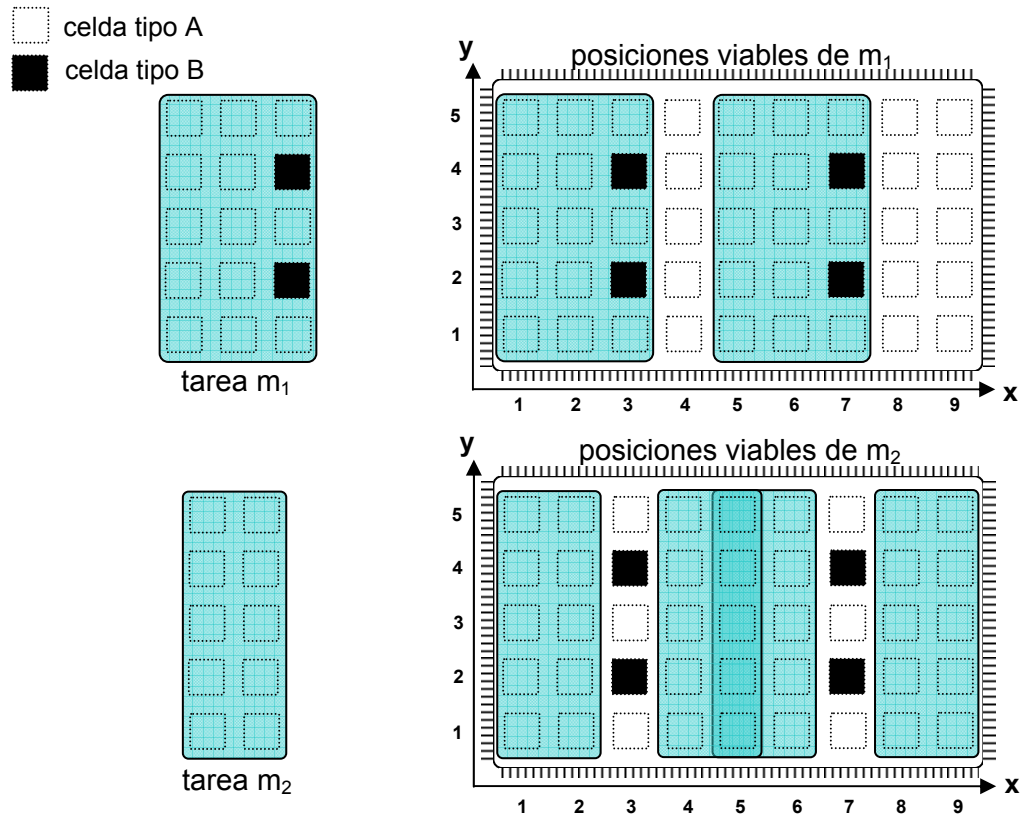 celda tipo A
celda tipo B
tarea m₁
y
posiciones viables de m₁
5
4
3
2
1
x
1 2 3 4 5 6 7 8 9
tarea m₂
y
posiciones viables de m₂
5
4
3
2
1
x
1 2 3 4 5 6 7 8 9